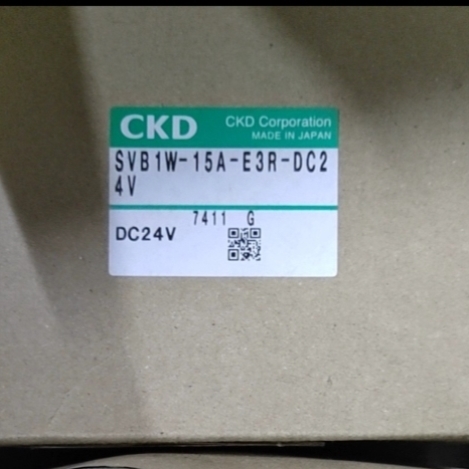 CKD
CKD Corporation
MADE IN JAPAN
SVB1W-15A-E3R-DC2
4V
7411 G
DC24V